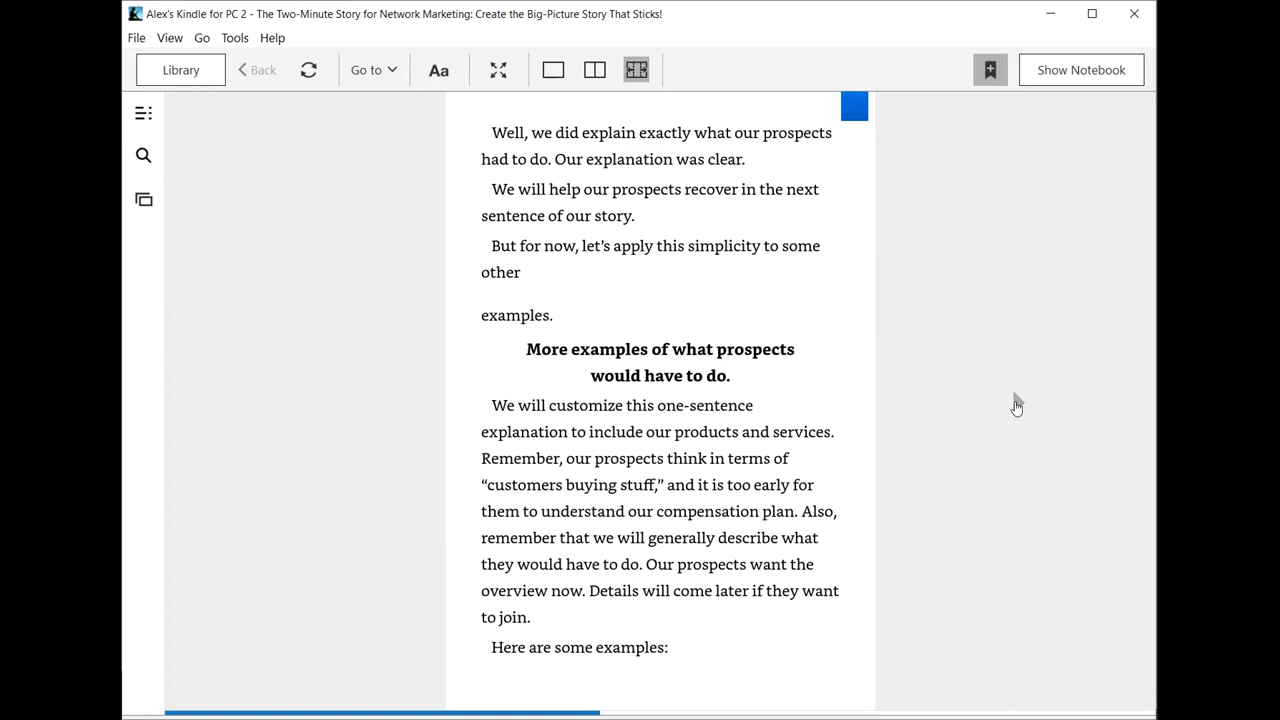 Alex's Kindle for PC 2 - The Two-Minute Story for Network Marketing: Create the Big-Picture Story That Sticks!
File View Go Tools Help
Library Back Go to Aa Show Notebook
Well, we did explain exactly what our prospects
had to do. Our explanation was clear.
We will help our prospects recover in the next
sentence of our story.
But for now, let’s apply this simplicity to some
other
examples.
More examples of what prospects
would have to do.
We will customize this one-sentence
explanation to include our products and services.
Remember, our prospects think in terms of
“customers buying stuff,” and it is too early for
them to understand our compensation plan. Also,
remember that we will generally describe what
they would have to do. Our prospects want the
overview now. Details will come later if they want
to join.
Here are some examples: